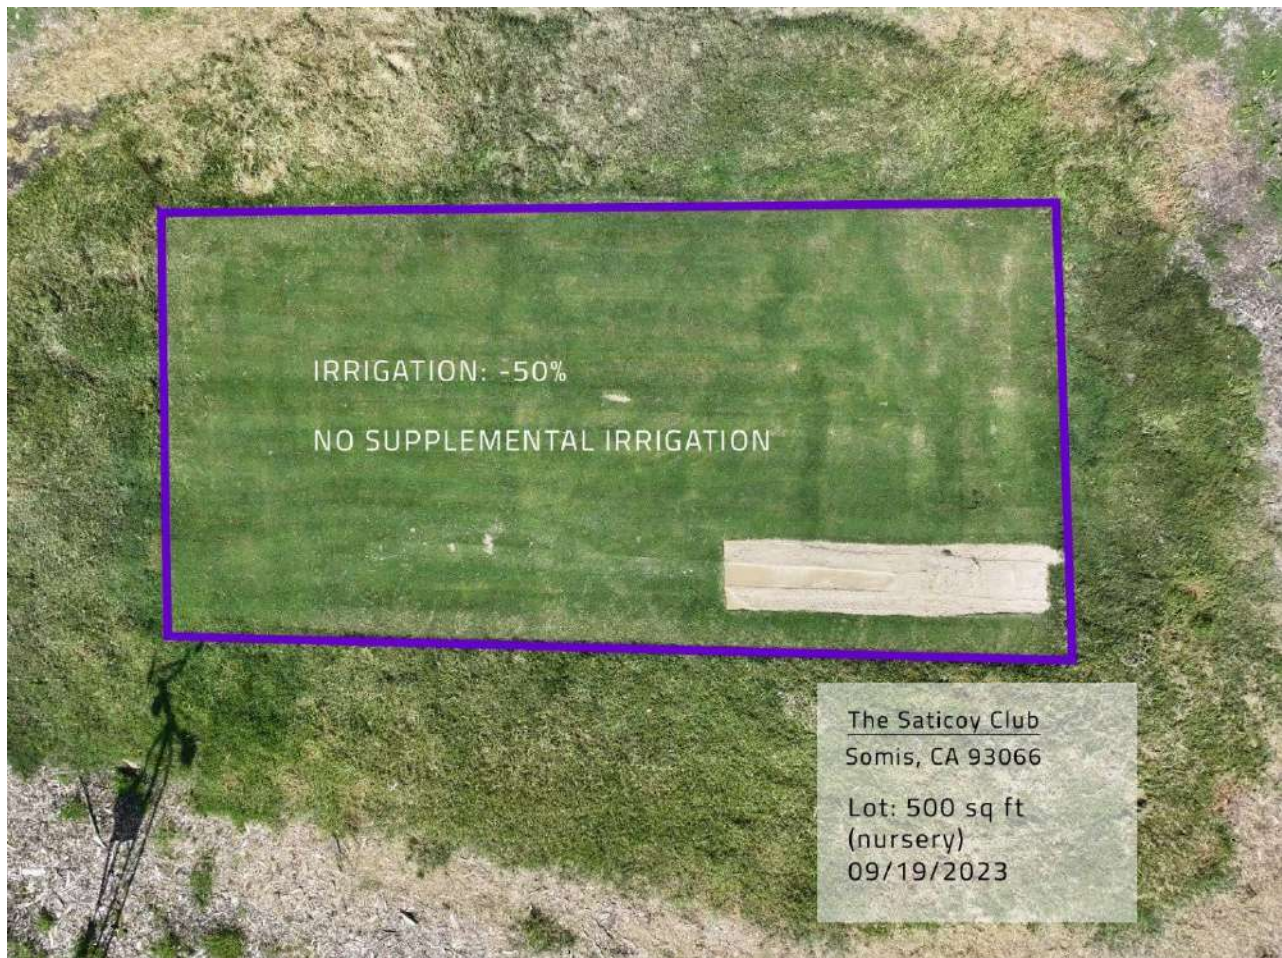 IRRIGATION: -50%
NO SUPPLEMENTAL IRRIGATION
The Saticoy Club
Somis, CA 93066
Lot: 500 sq ft
(nursery)
09/19/2023